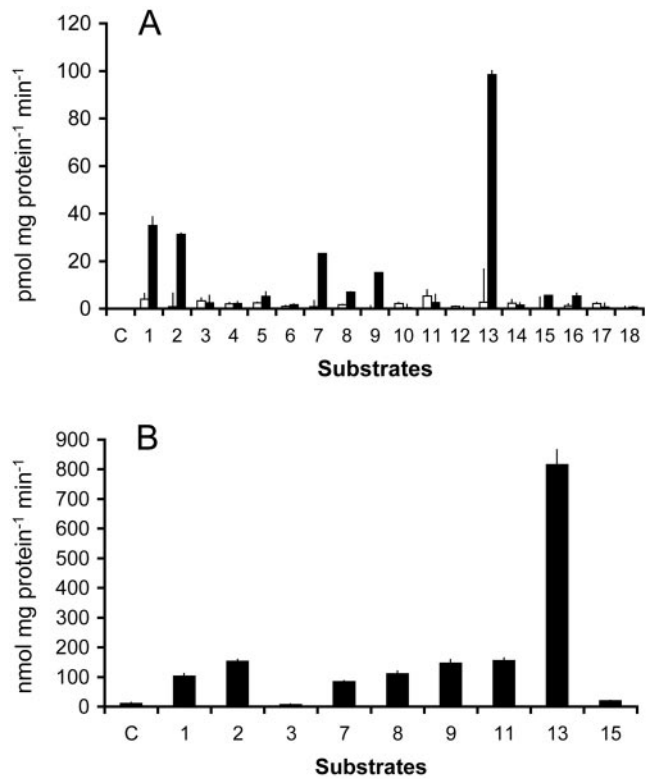 A
120
100
80
60
40
20
0
pmol mg protein⁻¹ min⁻¹
C 1 2 3 4 5 6 7 8 9 10 11 12 13 14 15 16 17 18
Substrates
B
900
800
700
600
500
400
300
200
100
0
nmol mg protein⁻¹ min⁻¹
C 1 2 3 7 8 9 11 13 15
Substrates